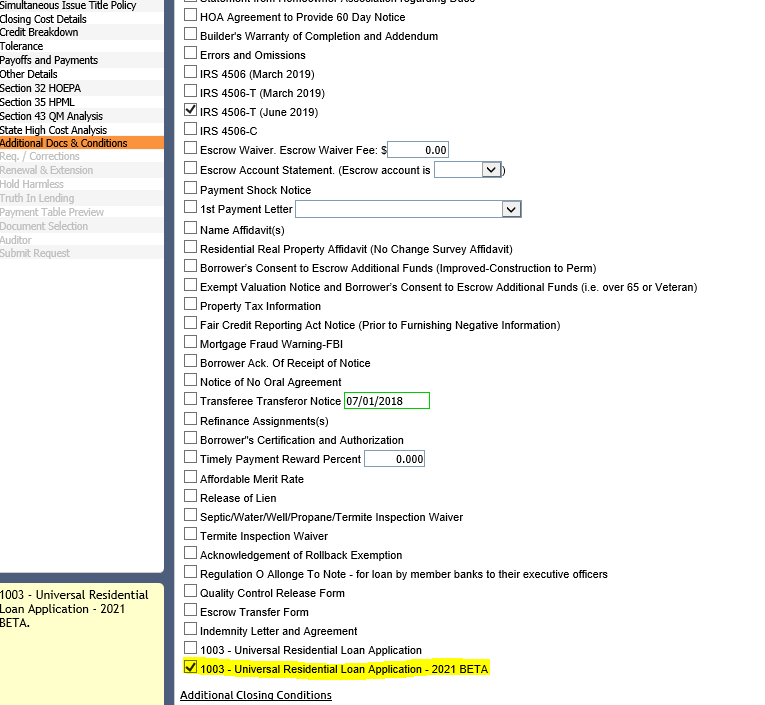 Simultaneous Issue Title Policy
Closing Cost Details
Credit Breakdown
Tolerance
Payoffs and Payments
Other Details
Section 32 HOEPA
Section 35 HPML
Section 43 QM Analysis
State High Cost Analysis
Additional Docs & Conditions
Req. / Corrections
Renewal & Extension
Hold Harmless
Truth In Lending
Payment Table Preview
Document Selection
Auditor
Submit Request
1003 - Universal Residential
Loan Application - 2021
BETA.
Statement from Homeowner Association regarding Dues
HOA Agreement to Provide 60 Day Notice
Builder's Warranty of Completion and Addendum
Errors and Omissions
IRS 4506 (March 2019)
IRS 4506-T (March 2019)
IRS 4506-T (June 2019)
IRS 4506-C
Escrow Waiver. Escrow Waiver Fee: $ 0.00
Escrow Account Statement. (Escrow account is )
Payment Shock Notice
1st Payment Letter
Name Affidavit(s)
Residential Real Property Affidavit (No Change Survey Affidavit)
Borrower's Consent to Escrow Additional Funds (Improved-Construction to Perm)
Exempt Valuation Notice and Borrower's Consent to Escrow Additional Funds (i.e. over 65 or Veteran)
Property Tax Information
Fair Credit Reporting Act Notice (Prior to Furnishing Negative Information)
Mortgage Fraud Warning-FBI
Borrower Ack. Of Receipt of Notice
Notice of No Oral Agreement
Transferee Transferor Notice 07/01/2018
Refinance Assignments(s)
Borrower"s Certification and Authorization
Timely Payment Reward Percent 0.000
Affordable Merit Rate
Release of Lien
Septic/Water/Well/Propane/Termite Inspection Waiver
Termite Inspection Waiver
Acknowledgement of Rollback Exemption
Regulation O Allonge To Note - for loan by member banks to their executive officers
Quality Control Release Form
Escrow Transfer Form
Indemnity Letter and Agreement
1003 - Universal Residential Loan Application
1003 - Universal Residential Loan Application - 2021 BETA
Additional Closing Conditions